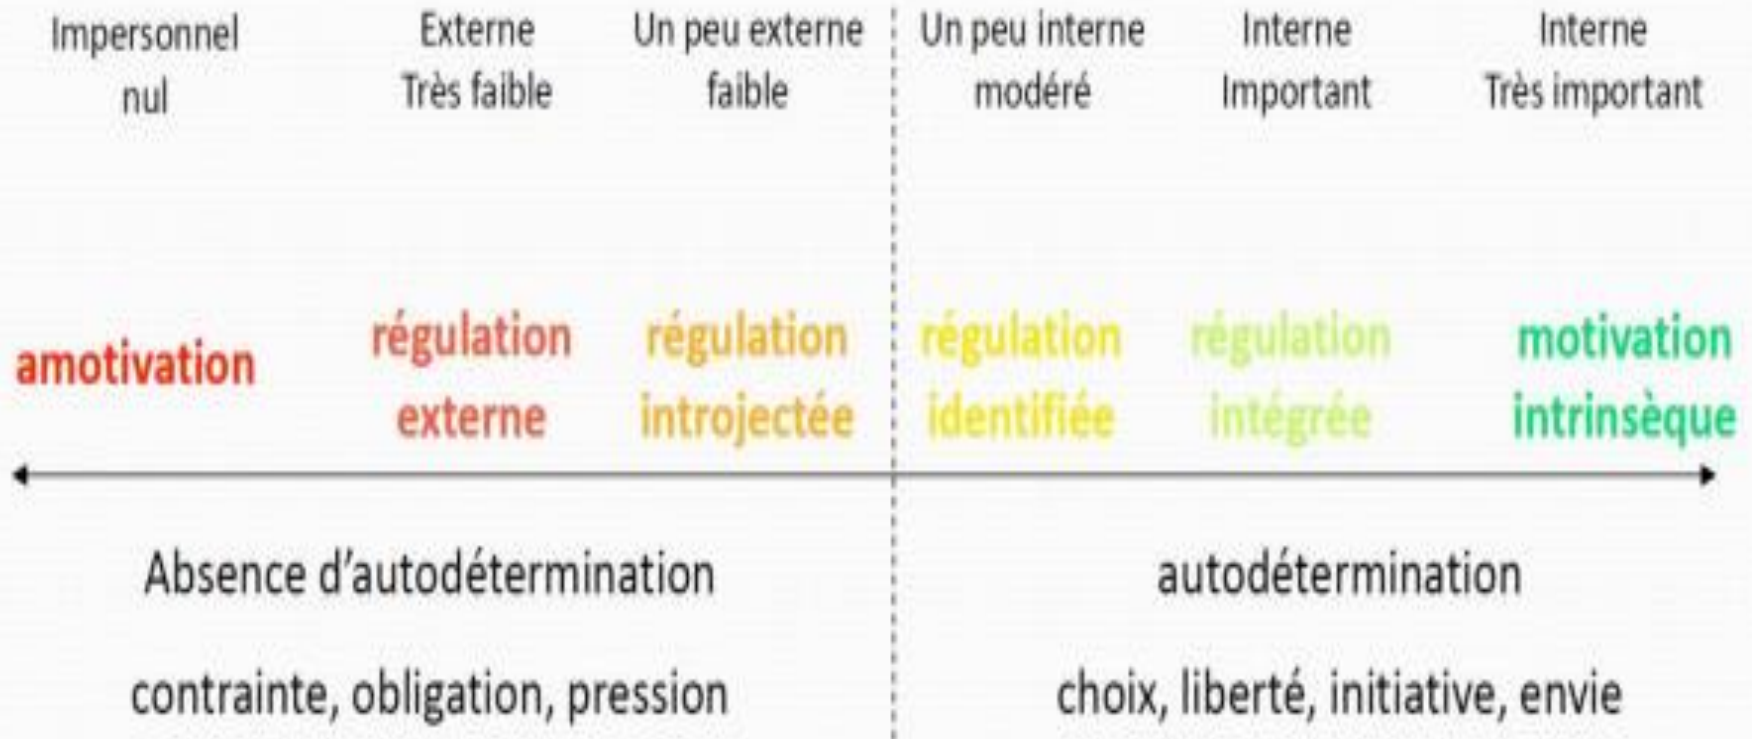 Impersonnel
nul
Externe
Très faible
Un peu externe
faible
Un peu interne
modéré
Interne
Important
Interne
Très important
amotivation
régulation
externe
régulation
introjectée
régulation
identifiée
régulation
intégrée
motivation
intrinsèque
Absence d'autodétermination
autodétermination
contrainte, obligation, pression
choix, liberté, initiative, envie